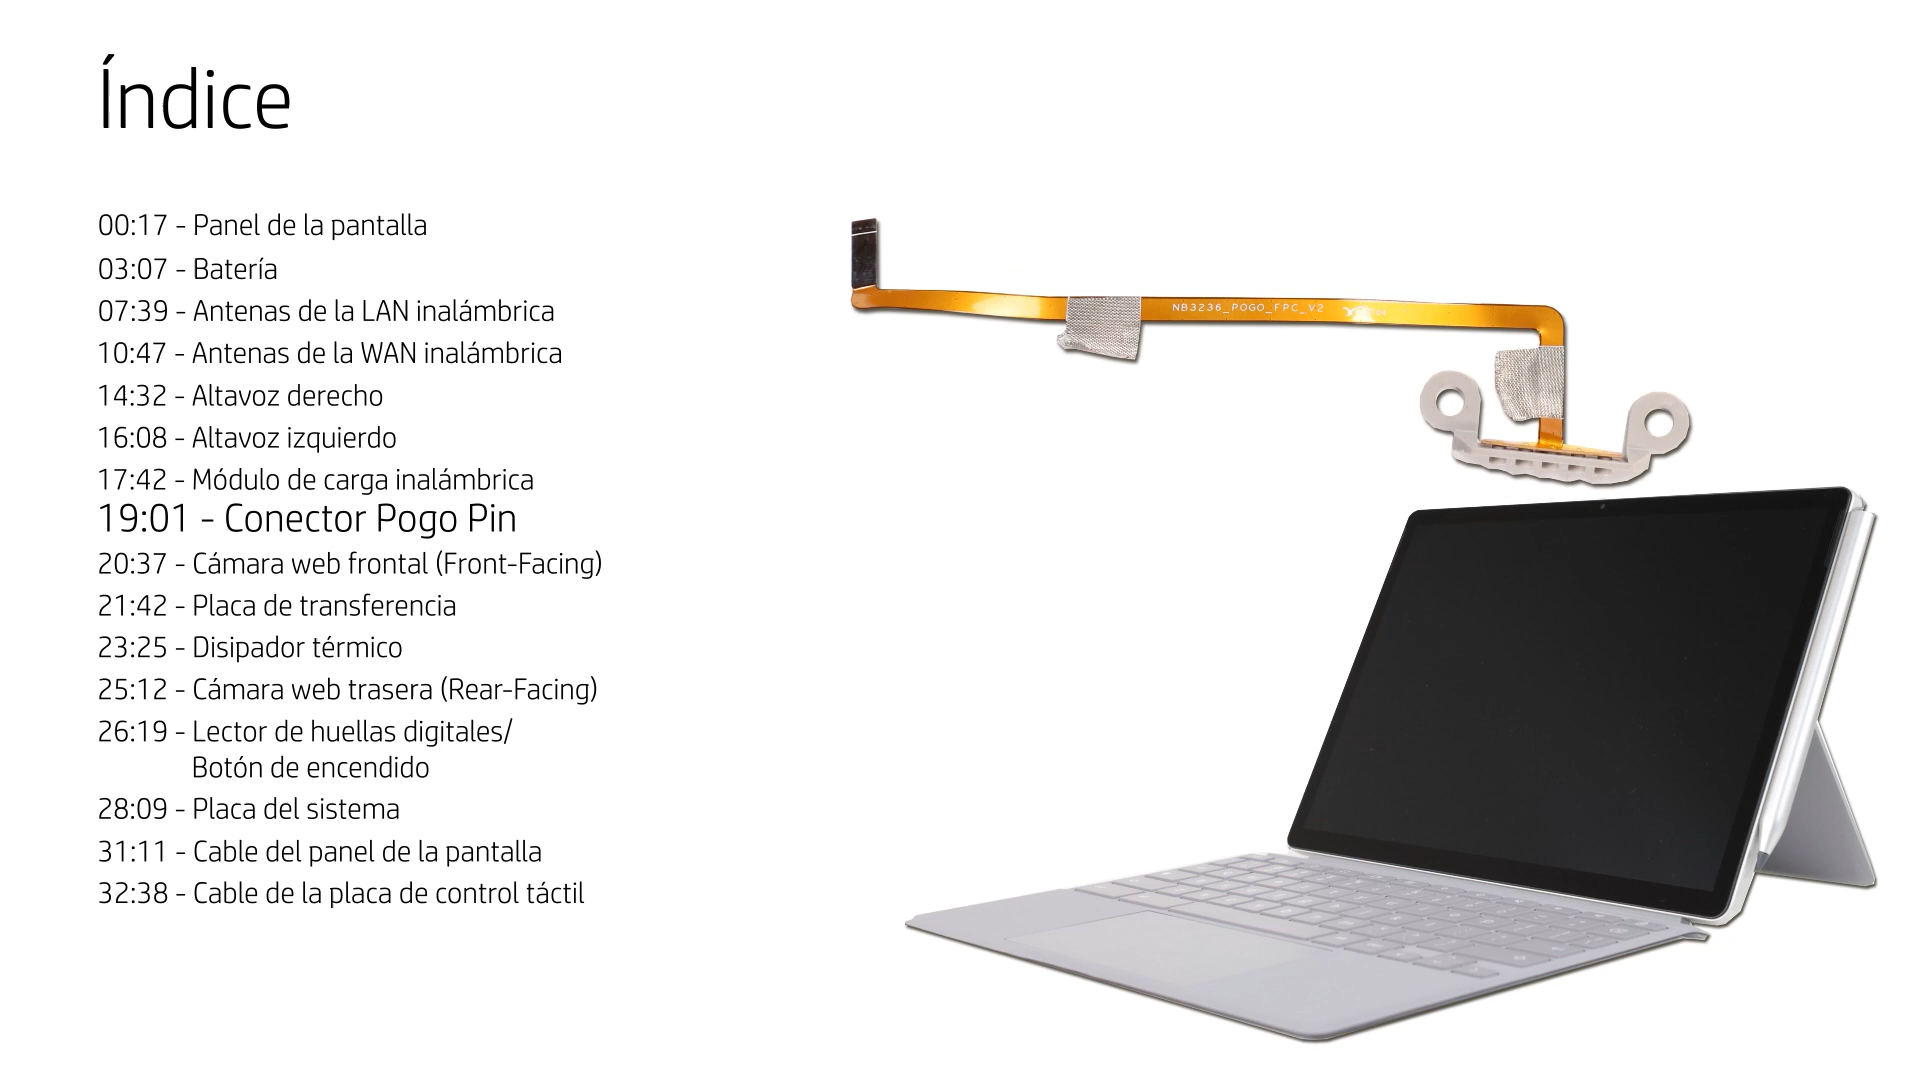 Índice
00:17 - Panel de la pantalla
03:07 - Batería
07:39 - Antenas de la LAN inalámbrica
10:47 - Antenas de la WAN inalámbrica
14:32 - Altavoz derecho
16:08 - Altavoz izquierdo
17:42 - Módulo de carga inalámbrica
19:01 - Conector Pogo Pin
20:37 - Cámara web frontal (Front-Facing)
21:42 - Placa de transferencia
23:25 - Disipador térmico
25:12 - Cámara web trasera (Rear-Facing)
26:19 - Lector de huellas digitales/
Botón de encendido
28:09 - Placa del sistema
31:11 - Cable del panel de la pantalla
32:38 - Cable de la placa de control táctil
NB3236_POGO_FPC_V2